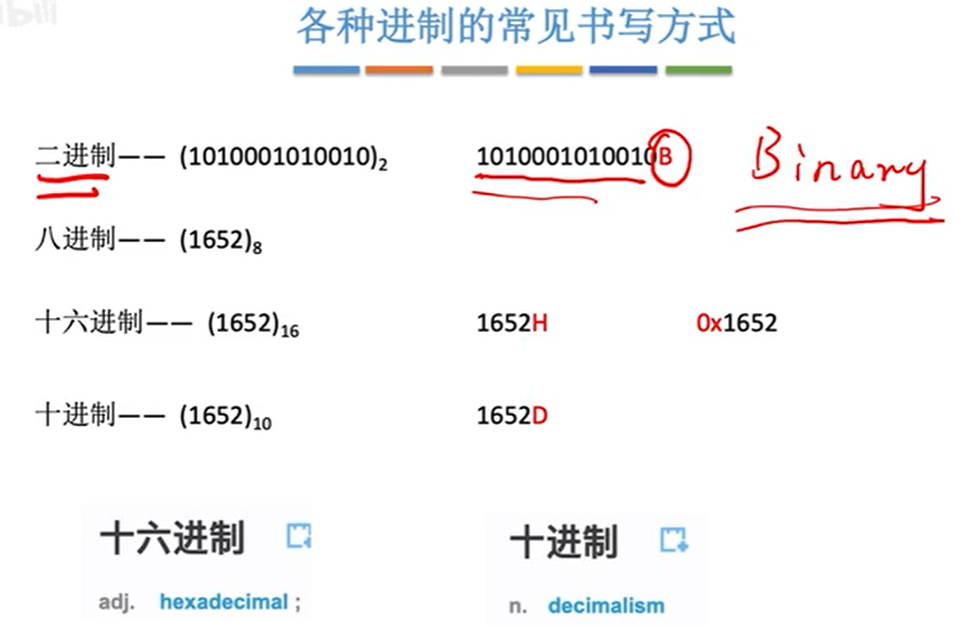 各种进制的常见书写方式
二进制—— (1010001010010)₂ 1010001010010B Binary
八进制—— (1652)₈
十六进制—— (1652)₁₆ 1652H 0x1652
十进制—— (1652)₁₀ 1652D
十六进制 十进制
adj. hexadecimal ; n. decimalism